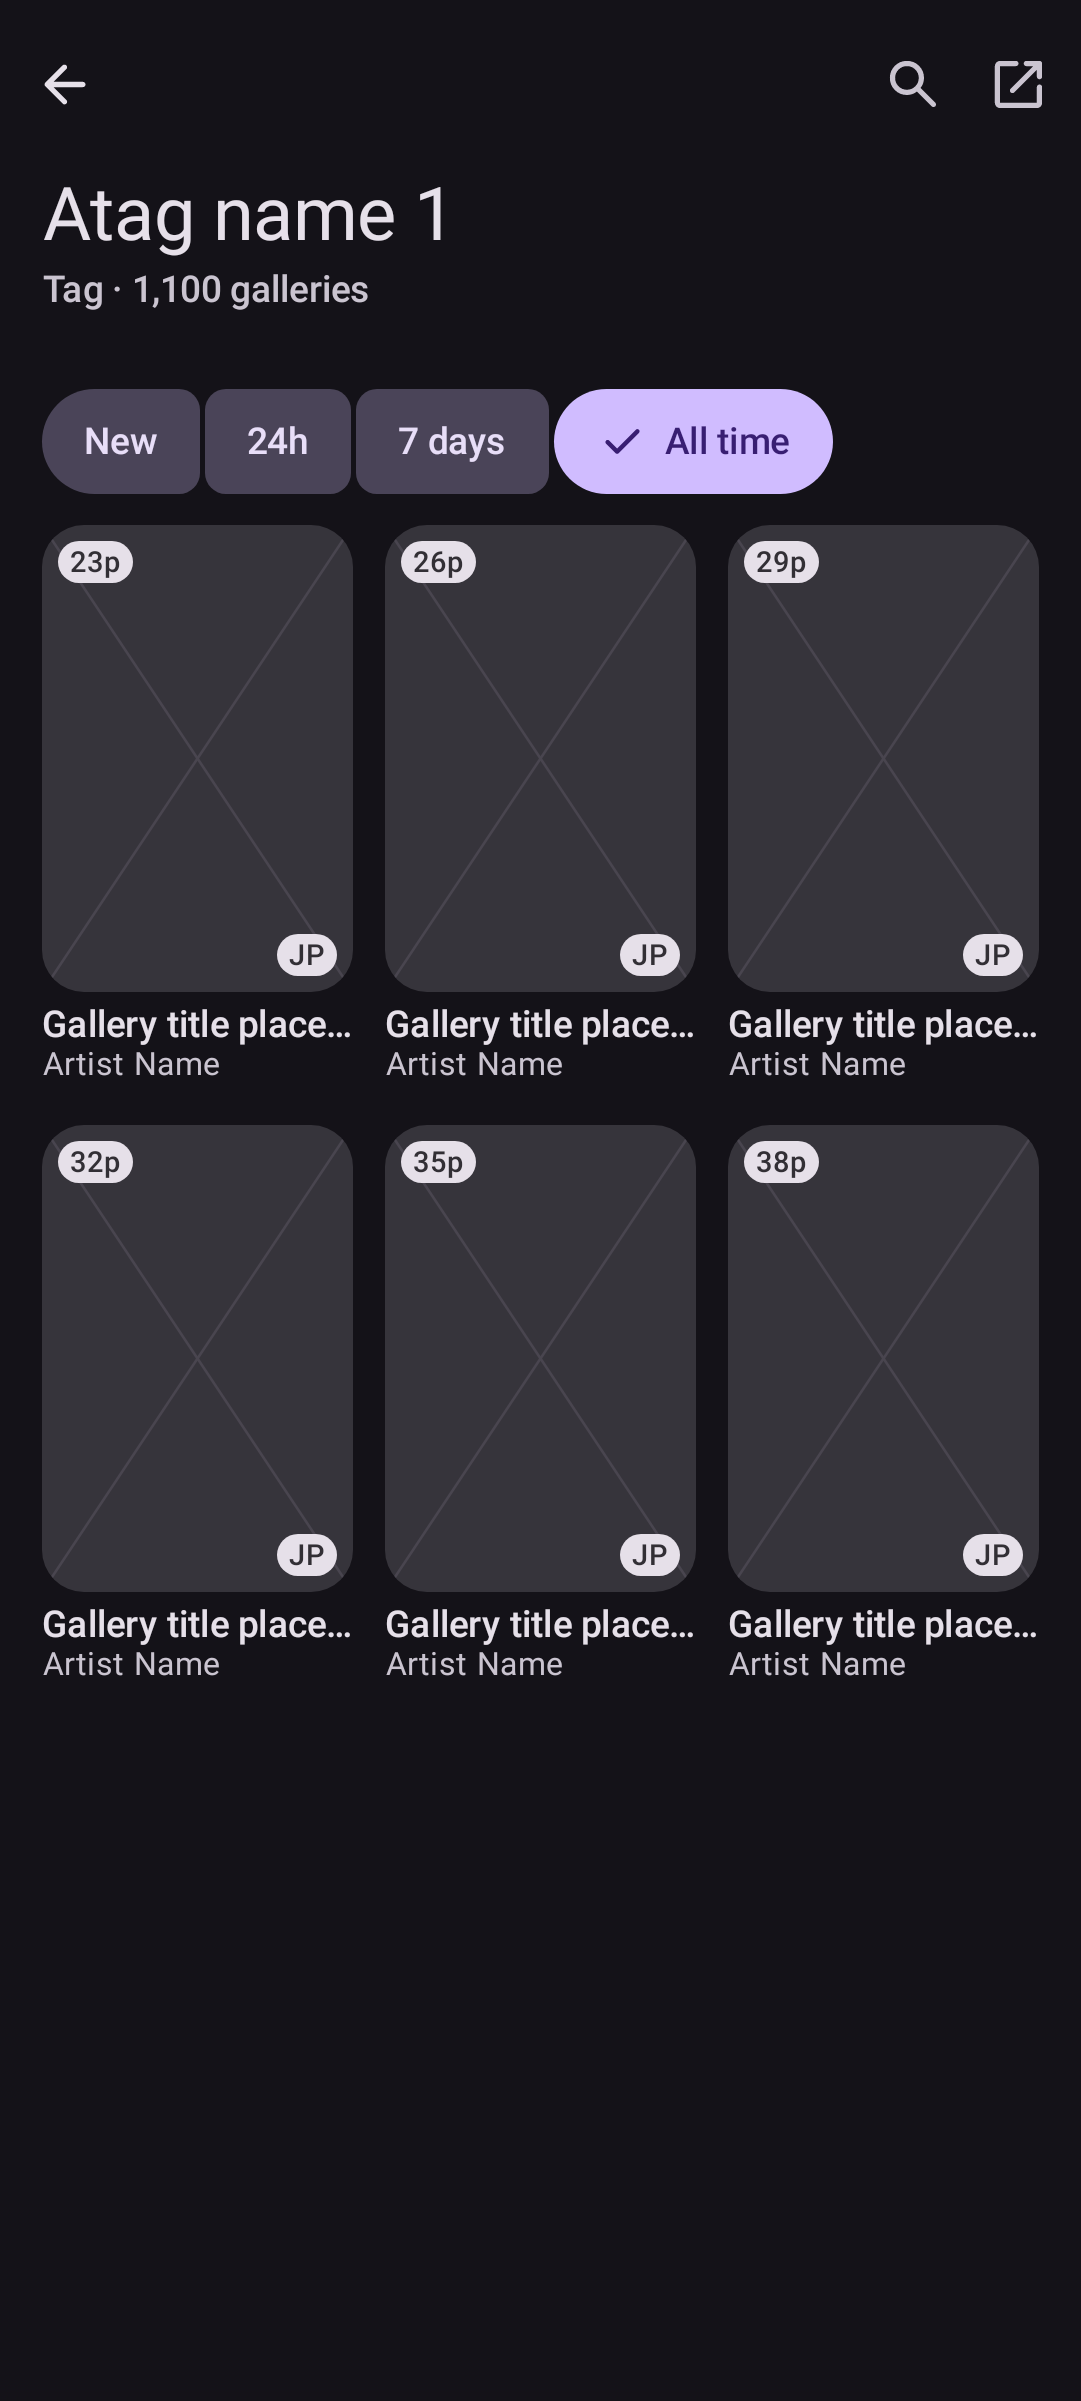 Atag name 1
Tag · 1,100 galleries
New 24h 7 days All time
23p 26p 29p
JP JP JP
Gallery title place... Gallery title place... Gallery title place...
Artist Name Artist Name Artist Name
32p 35p 38p
JP JP JP
Gallery title place... Gallery title place... Gallery title place...
Artist Name Artist Name Artist Name